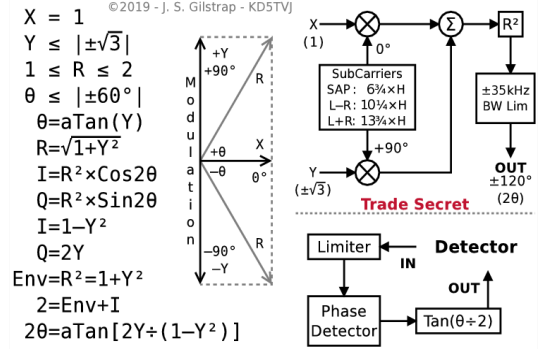 ©2019 - J. S. Gilstrap - KD5TVJ
X = 1
Y ≤ |±√3|
1 ≤ R ≤ 2
θ ≤ |±60°|
θ=aTan(Y)
R=√1+Y²
I=R²×Cos2θ
Q=R²×Sin2θ
I=1–Y²
Q=2Y
Env=R²=1+Y²
2=Env+I
2θ=aTan[2Y÷(1–Y²)]
Modulation
+Y
+90°
R
+θ
X
–θ
θ°
–90°
–Y
R
X
(1)
Σ
R²
0°
SubCarriers
SAP: 6¾×H
L–R: 10¼×H
L+R: 13¾×H
±35kHz
BW Lim
+90°
Y
(±√3)
OUT
±120°
(2θ)
Trade Secret
Limiter
IN
Detector
OUT
Phase
Detector
Tan(θ÷2)